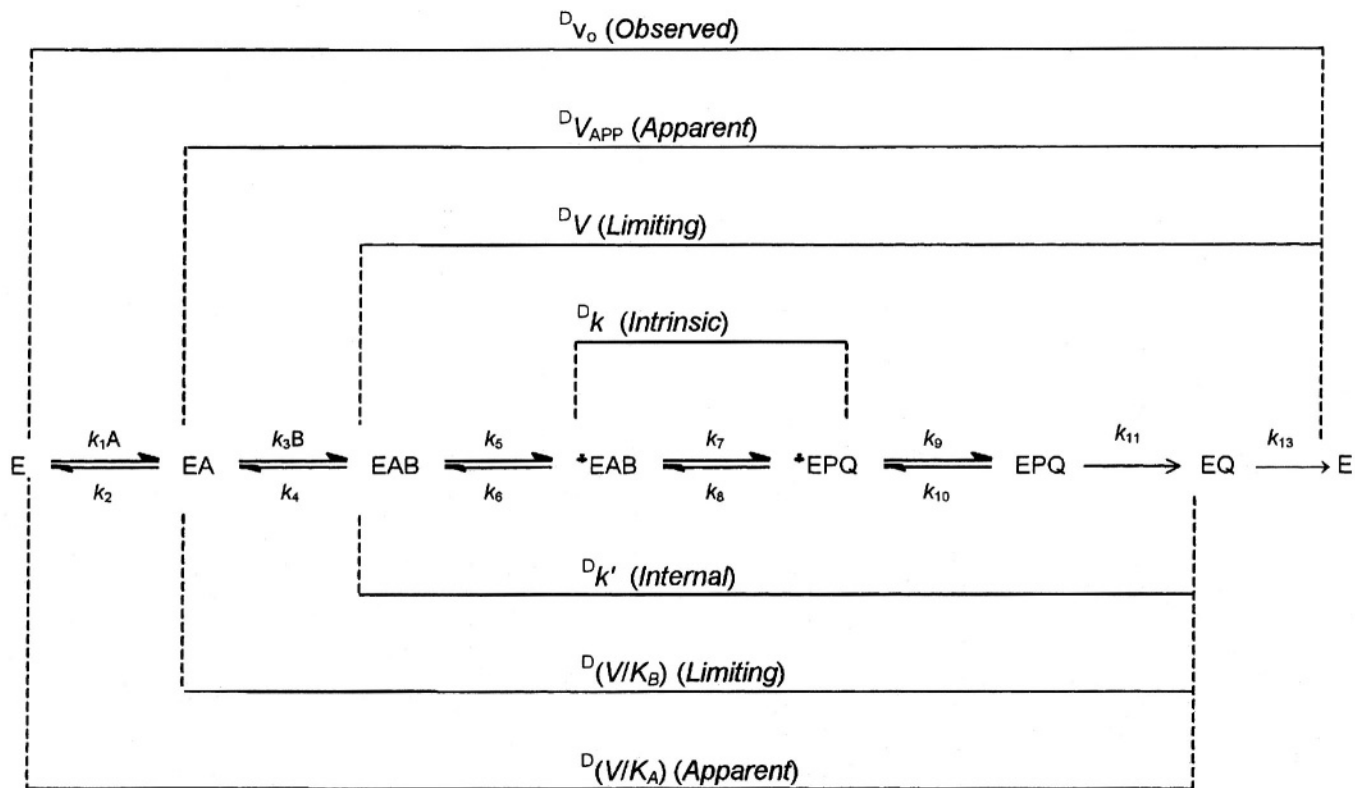 ᴰv₀ (Observed)
ᴰV_APP (Apparent)
ᴰV (Limiting)
ᴰk (Intrinsic)
k₁A k₃B k₅ k₇ k₉ k₁₁ k₁₃
E EA EAB *EAB *EPQ EPQ EQ E
k₂ k₄ k₆ k₈ k₁₀
ᴰk' (Internal)
ᴰ(V/K_B) (Limiting)
ᴰ(V/K_A) (Apparent)